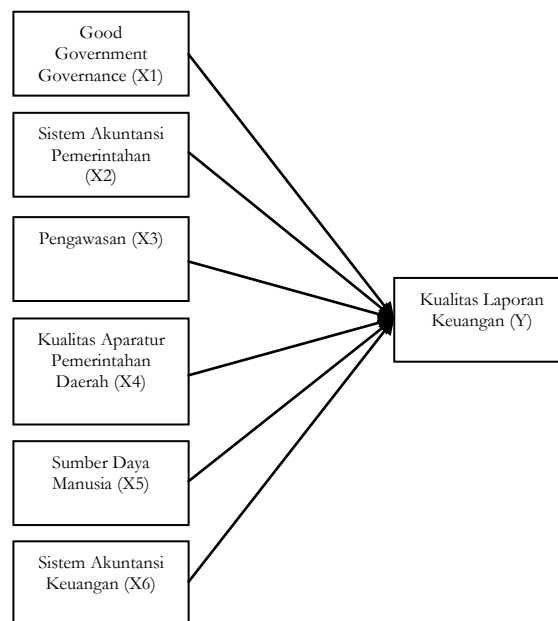 Good
Government
Governance (X1)
Sistem Akuntansi
Pemerintahan
(X2)
Pengawasan (X3)
Kualitas Aparatur
Pemerintahan
Daerah (X4)
Sumber Daya
Manusia (X5)
Sistem Akuntansi
Keuangan (X6)
Kualitas Laporan
Keuangan (Y)